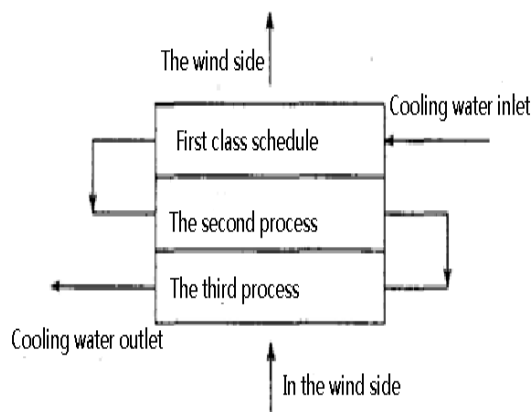 The wind side
Cooling water inlet
First class schedule
The second process
The third process
Cooling water outlet
In the wind side